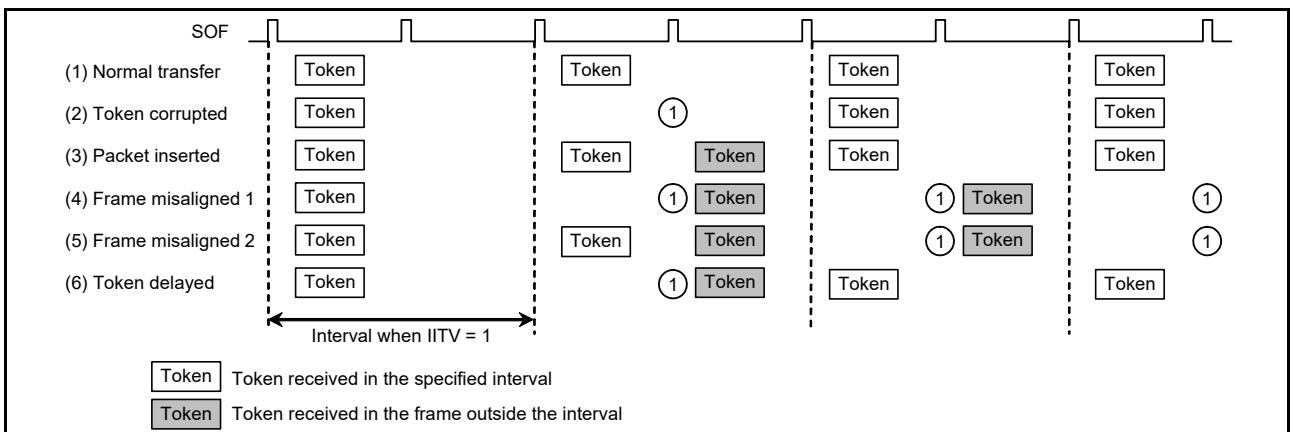 SOF
(1) Normal transfer Token Token Token Token
(2) Token corrupted Token 1 Token Token
(3) Packet inserted Token Token Token Token Token
(4) Frame misaligned 1 Token 1 Token 1 Token 1
(5) Frame misaligned 2 Token Token Token 1 Token 1
(6) Token delayed Token 1 Token Token Token
Interval when IITV = 1
Token Token received in the specified interval
Token Token received in the frame outside the interval